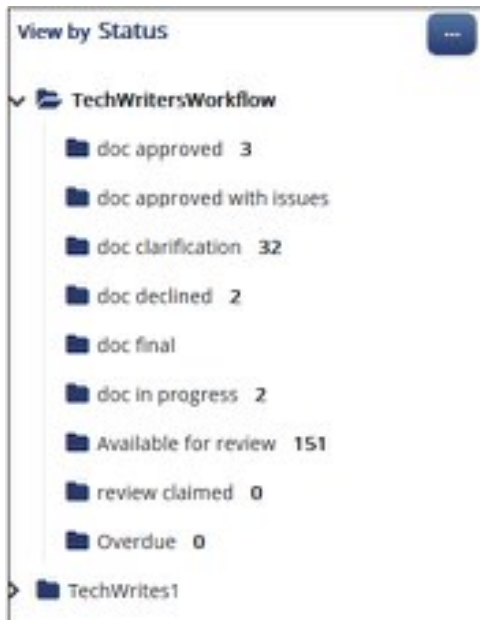 View by Status
...
TechWritersWorkflow
doc approved 3
doc approved with issues
doc clarification 32
doc declined 2
doc final
doc in progress 2
Available for review 151
review claimed 0
Overdue 0
TechWrites1